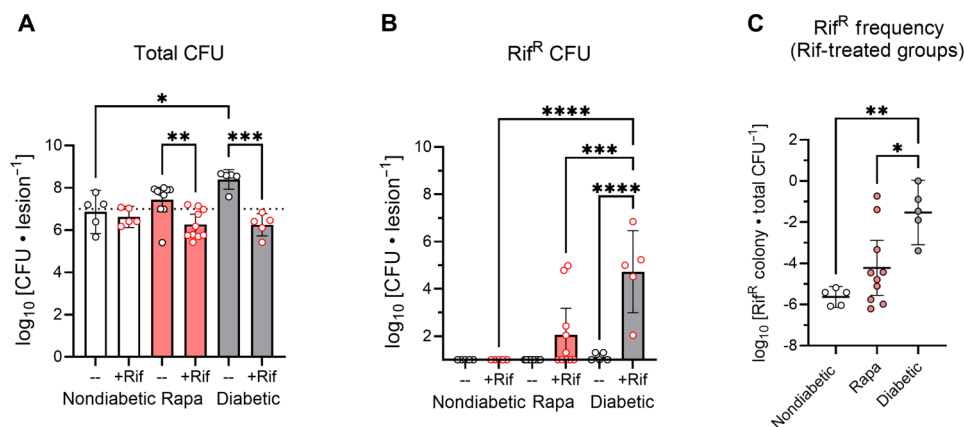 A
Total CFU
log₁₀ [CFU • lesion⁻¹]
10
8
6
4
2
0
*
**
***
-- +Rif -- +Rif -- +Rif
Nondiabetic Rapa Diabetic
B
Rifᴿ CFU
log₁₀ [CFU • lesion⁻¹]
10
8
6
4
2
****
***
****
-- +Rif -- +Rif -- +Rif
Nondiabetic Rapa Diabetic
C
Rifᴿ frequency
(Rif-treated groups)
log₁₀ [Rifᴿ colony • total CFU⁻¹]
2
0
-2
-4
-6
-8
**
*
Nondiabetic
Rapa
Diabetic